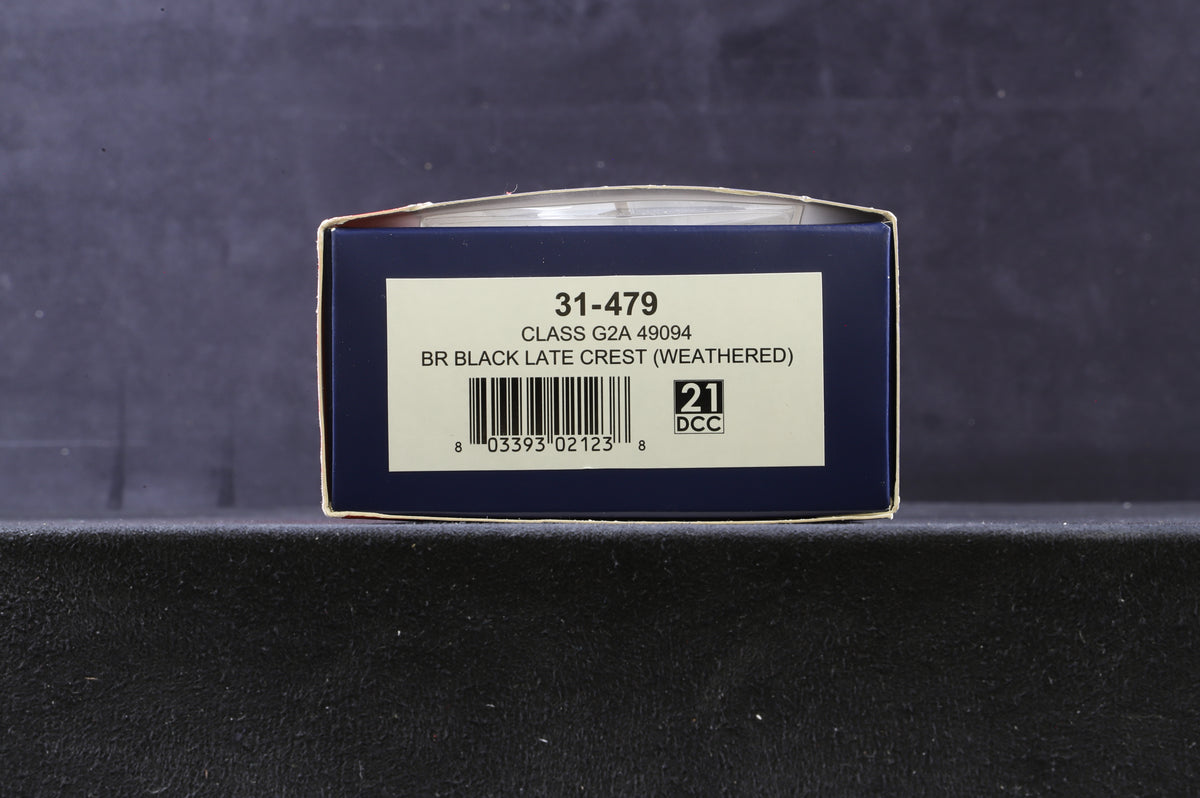 31-479
CLASS G2A 49094
BR BLACK LATE CREST (WEATHERED)
21
DCC
8 03393 02123 8